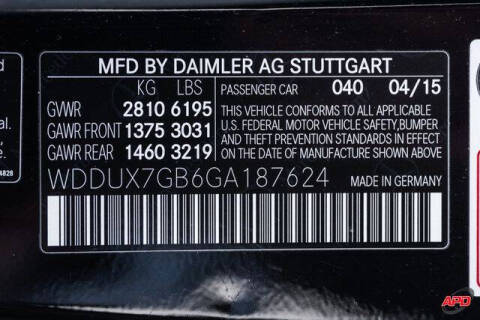 MFD BY DAIMLER AG STUTTGART
KG LBS
GVWR 2810 6195
GAWR FRONT 1375 3031
GAWR REAR 1460 3219
PASSENGER CAR 040 04/15
THIS VEHICLE CONFORMS TO ALL APPLICABLE
U.S. FEDERAL MOTOR VEHICLE SAFETY,BUMPER
AND THEFT PREVENTION STANDARDS IN EFFECT
ON THE DATE OF MANUFACTURE SHOWN ABOVE
WDDUX7GB6GA187624 MADE IN GERMANY
al.
4828
APD